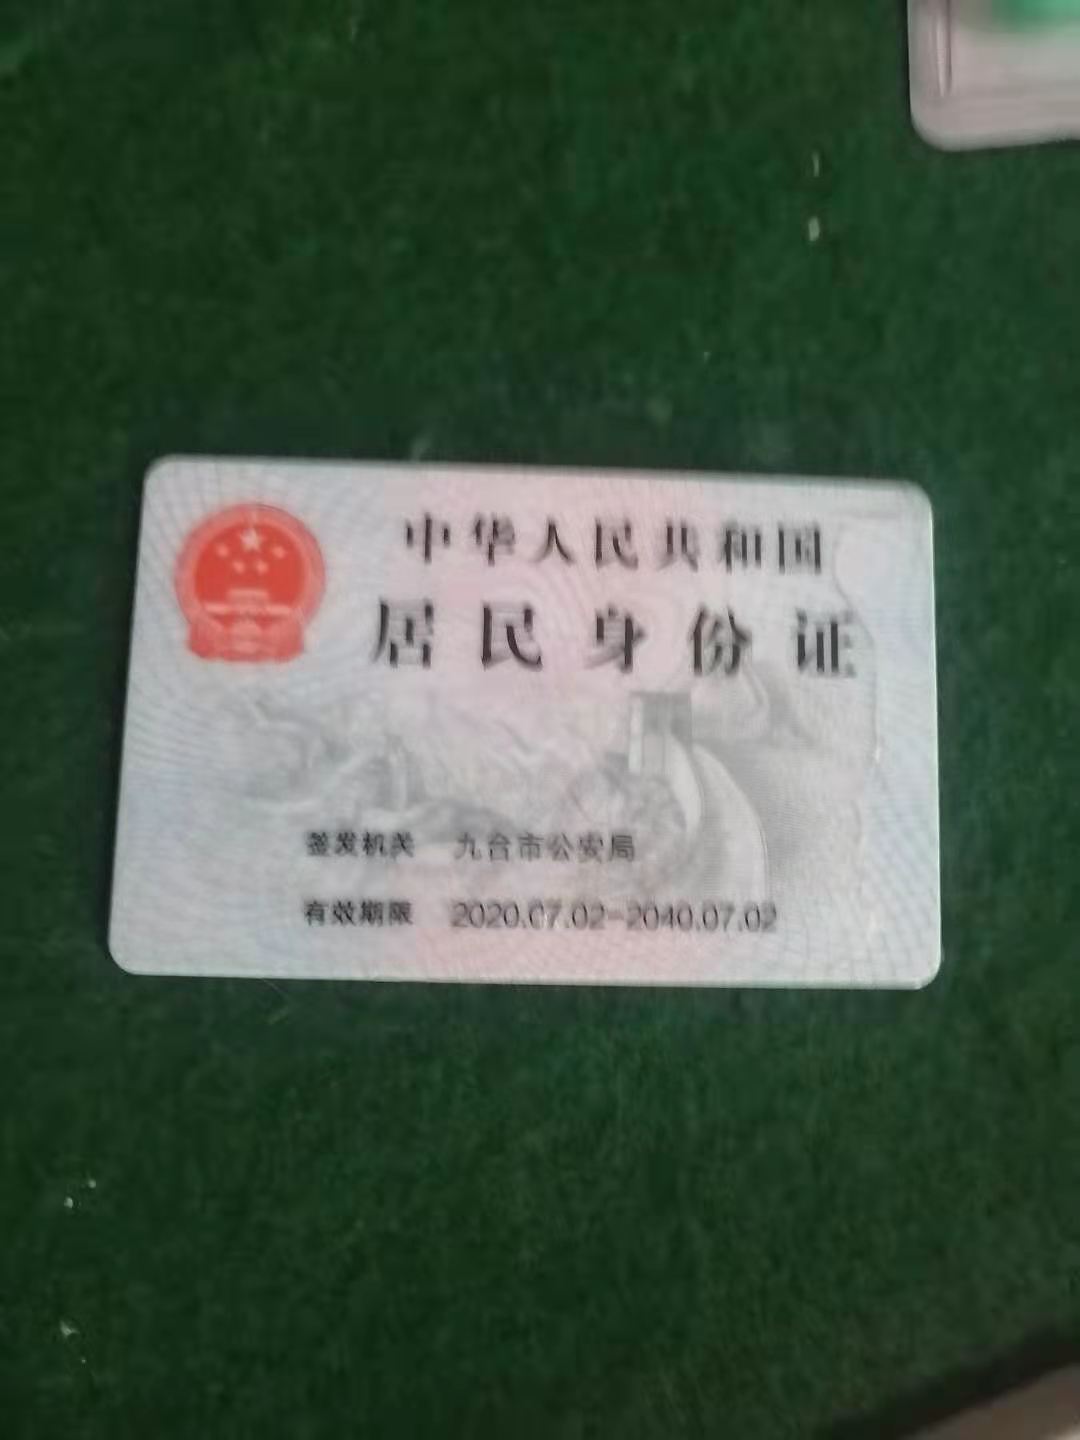 中华人民共和国
居民身份证
签发机关 九台市公安局
有效期限 2020.07.02-2040.07.02